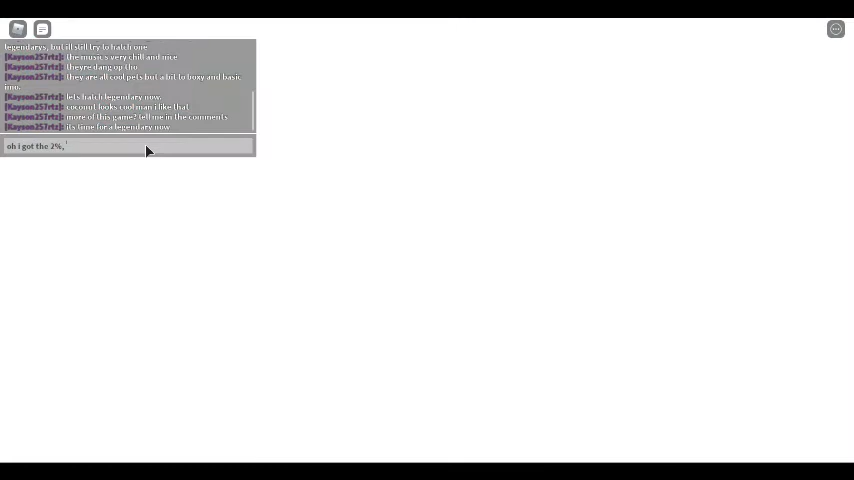 legendarys, but ill still try to hatch one
[Kayson257rtz]: the music's very chill and nice
[Kayson257rtz]: theyre dang op tho
[Kayson257rtz]: they are all cool pets but a bit to boxy and basic
imo.
[Kayson257rtz]: lets hatch legendary now.
[Kayson257rtz]: coconut looks cool man i like that
[Kayson257rtz]: more of this game? tell me in the comments
[Kayson257rtz]: its time for a legendary now
oh i got the 2%,